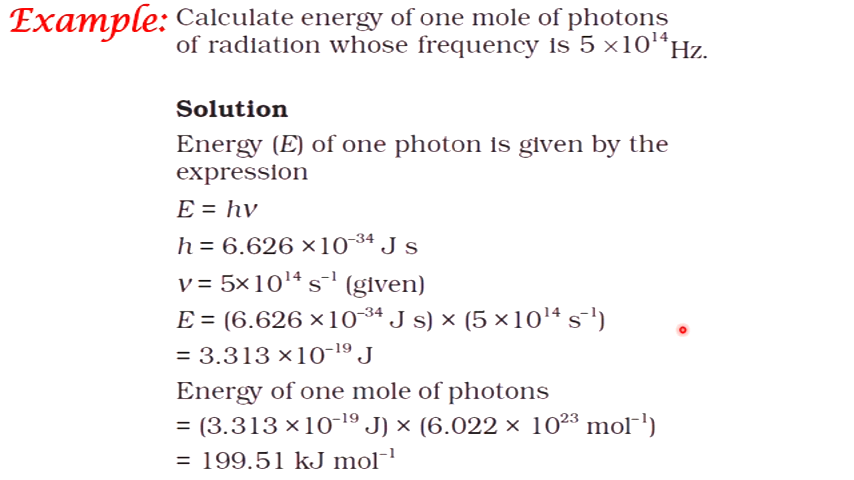 Example: Calculate energy of one mole of photons
of radiation whose frequency is 5 ×10¹⁴ Hz.
Solution
Energy (E) of one photon is given by the
expression
E = hν
h = 6.626 ×10⁻³⁴ J s
ν = 5×10¹⁴ s⁻¹ (given)
E = (6.626 ×10⁻³⁴ J s) × (5 ×10¹⁴ s⁻¹)
= 3.313 ×10⁻¹⁹ J
Energy of one mole of photons
= (3.313 ×10⁻¹⁹ J) × (6.022 × 10²³ mol⁻¹)
= 199.51 kJ mol⁻¹